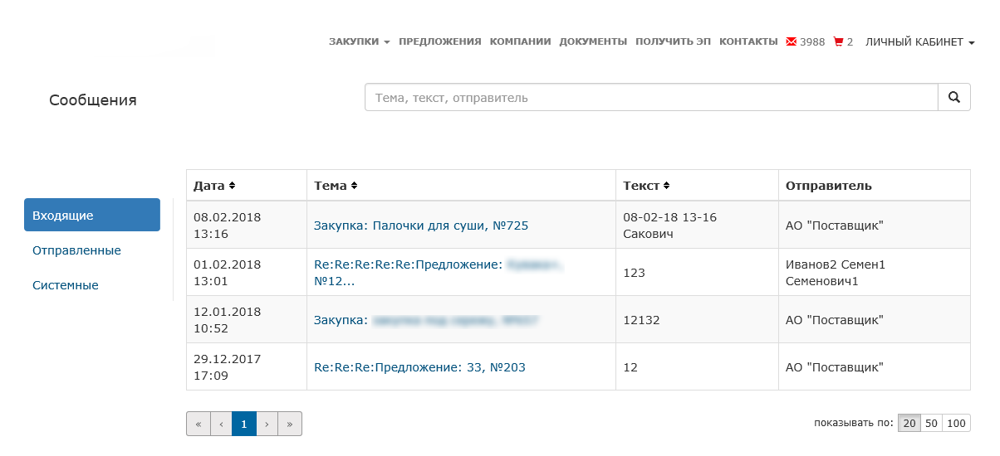 ЗАКУПКИ ПРЕДЛОЖЕНИЯ КОМПАНИИ ДОКУМЕНТЫ ПОЛУЧИТЬ ЭП КОНТАКТЫ 3988 2 ЛИЧНЫЙ КАБИНЕТ
Сообщения
Тема, текст, отправитель
Входящие
Отправленные
Системные
Дата Тема Текст Отправитель
08.02.2018
13:16
Закупка: Палочки для суши, №725
08-02-18 13-16
Сакович
АО "Поставщик"
01.02.2018
13:01
Re:Re:Re:Re:Re:Предложение:
№12...
123
Иванов2 Семен1
Семенович1
12.01.2018
10:52
Закупка:
12132
АО "Поставщик"
29.12.2017
17:09
Re:Re:Re:Предложение: 33, №203
12
АО "Поставщик"
« ‹ 1 › »
показывать по: 20 50 100